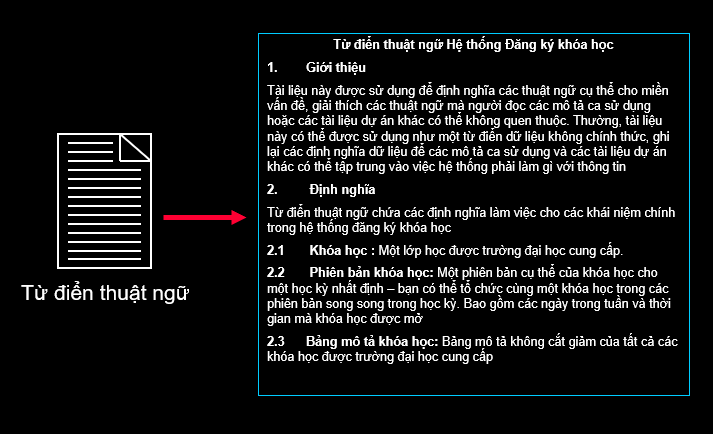 Từ điển thuật ngữ Hệ thống Đăng ký khóa học
1. Giới thiệu
Tài liệu này được sử dụng để định nghĩa các thuật ngữ cụ thể cho miền
vấn đề, giải thích các thuật ngữ mà người đọc các mô tả ca sử dụng
hoặc các tài liệu dự án khác có thể không quen thuộc. Thường, tài liệu
này có thể được sử dụng như một từ điển dữ liệu không chính thức, ghi
lại các định nghĩa dữ liệu để các mô tả ca sử dụng và các tài liệu dự án
khác có thể tập trung vào việc hệ thống phải làm gì với thông tin
2. Định nghĩa
Từ điển thuật ngữ chứa các định nghĩa làm việc cho các khái niệm chính
trong hệ thống đăng ký khóa học
2.1 Khóa học : Một lớp học được trường đại học cung cấp.
2.2 Phiên bản khóa học: Một phiên bản cụ thể của khóa học cho
một học kỳ nhất định – bạn có thể tổ chức cùng một khóa học trong các
phiên bản song song trong học kỳ. Bao gồm các ngày trong tuần và thời
gian mà khóa học được mở
2.3 Bảng mô tả khóa học: Bảng mô tả không cắt giảm của tất cả các
khóa học được trường đại học cung cấp
Từ điển thuật ngữ